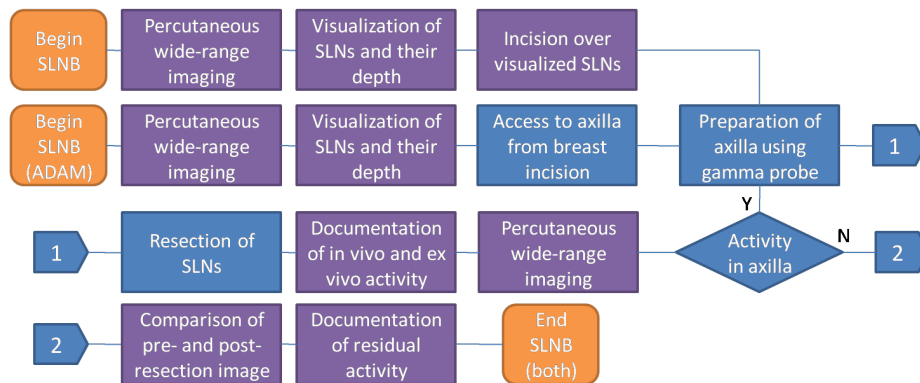 Begin
SLNB
Percutaneous
wide-range
imaging
Visualization of
SLNs and their
depth
Incision over
visualized SLNs
Begin
SLNB
(ADAM)
Percutaneous
wide-range
imaging
Visualization of
SLNs and their
depth
Access to axilla
from breast
incision
Preparation of
axilla using
gamma probe
1
Y
1
Resection of
SLNs
Documentation
of in vivo and ex
vivo activity
Percutaneous
wide-range
imaging
Activity
in axilla
N
2
2
Comparison of
pre- and post-
resection image
Documentation
of residual
activity
End
SLNB
(both)